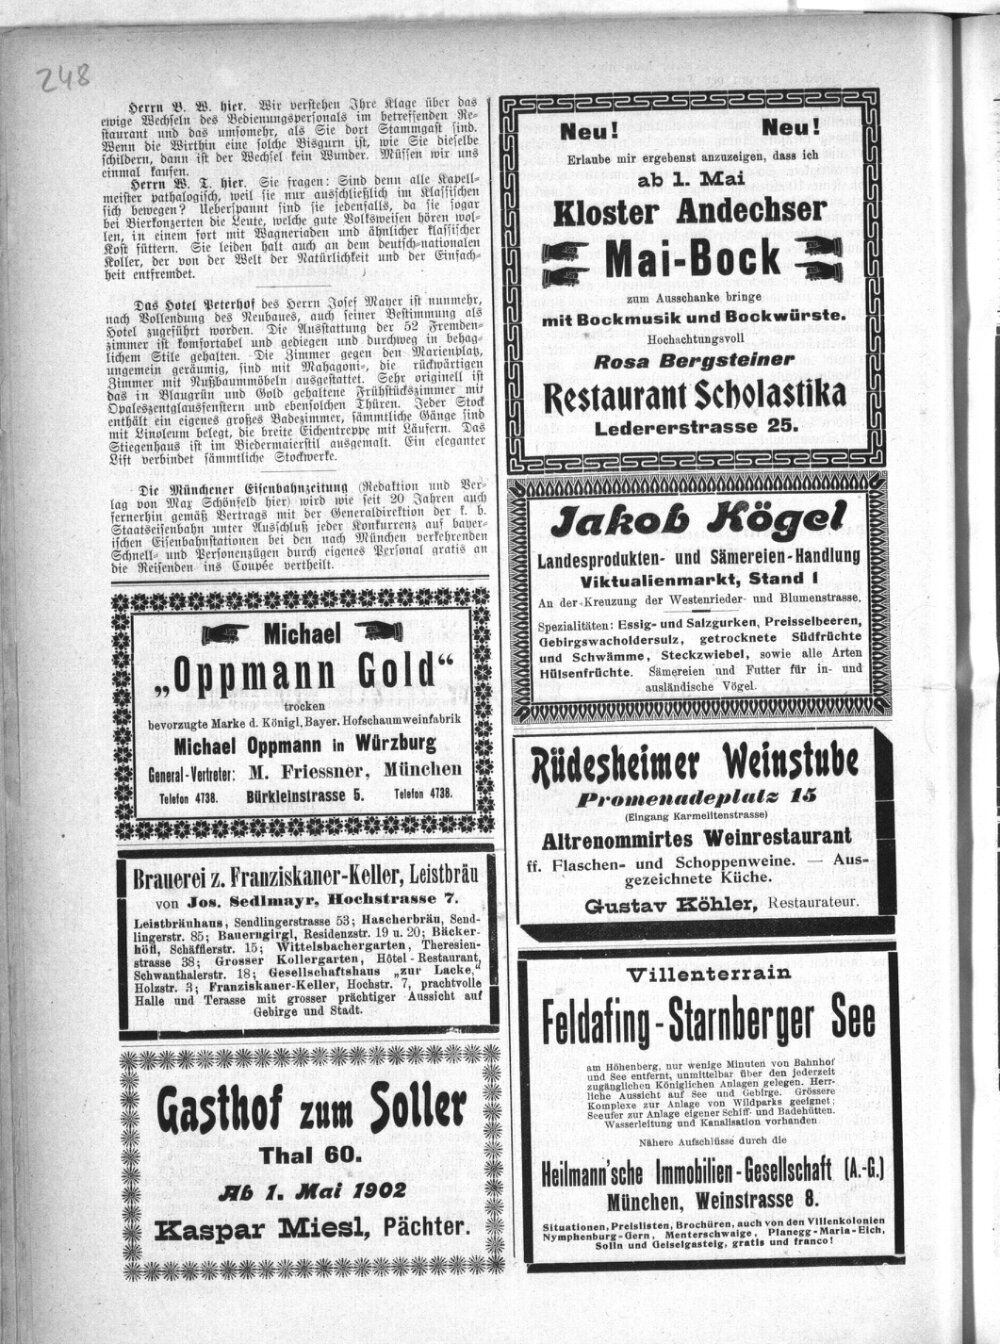 248
Herrn V. W. hier. Wir verstehen Ihre Klage über das
ewige Wechseln des Bedienungspersonals im betreffenden Re-
staurant und das umsomehr, als Sie dort Stammgast sind.
Wenn die Wirthin eine solche Bisgurn ist, wie Sie dieselbe
schildern, dann ist der Wechsel kein Wunder. Müssen wir uns
einmal kaufen.
Herrn W. T. hier. Sie fragen: Sind denn alle Kapell-
meister pathalogisch, weil sie nur ausschließlich im Klassischen
sich bewegen? Ueberspannt sind sie jedenfalls, da sie sogar
bei Bierkonzerten die Leute, welche gute Volksweisen hören wol-
len, in einem fort mit Wagneriaden und ähnlicher klassischer
Kost füttern. Sie leiden halt auch an dem deutsch-nationalen
Koller, der von der Welt der Natürlichkeit und der Einfach-
heit entfremdet.
Das Hotel Peterhof des Herrn Josef Mayer ist nunmehr,
nach Vollendung des Neubaues, auch seiner Bestimmung als
Hotel zugeführt worden. Die Ausstattung der 52 Fremden-
zimmer ist komfortabel und gediegen und durchweg in behag-
lichem Stile gehalten. Die Zimmer gegen den Marienplatz,
ungemein geräumig, sind mit Mahagoni-, die rückwärtigen
Zimmer mit Nußbaummöbeln ausgestattet. Sehr originell ist
das in Blaugrün und Gold gehaltene Frühstückszimmer mit
Opaleszentglausfenstern und ebensolchen Thüren. Jeder Stock
enthält ein eigenes großes Badezimmer, sämmtliche Gänge sind
mit Linoleum belegt, die breite Eichentreppe mit Läufern. Das
Stiegenhaus ist im Biedermaierstil ausgemalt. Ein eleganter
Lift verbindet sämmtliche Stockwerke.
Die Münchener Eisenbahnzeitung (Redaktion und Ver-
lag von Max Schönfeld hier) wird wie seit 20 Jahren auch
fernerhin gemäß Vertrags mit der Generaldirektion der k. b.
Staatseisenbahn unter Ausschluß jeder Konkurrenz auf bayer-
ischen Eisenbahnstationen bei den nach München verkehrenden
Schnell- und Personenzügen durch eigenes Personal gratis an
die Reisenden ins Coupée vertheilt.
Michael
„Oppmann Gold“
trocken
bevorzugte Marke d. Königl. Bayer. Hofschaumweinfabrik
Michael Oppmann in Würzburg
General-Vertreter: M. Friessner, München
Telefon 4738. Bürkleinstrasse 5. Telefon 4738.
Brauerei z. Franziskaner-Keller, Leistbräu
von Jos. Sedlmayr, Hochstrasse 7.
Leistbräuhaus, Sendlingerstrasse 53; Hascherbräu, Send-
lingerstr. 85; Bauerngirgl, Residenzstr. 19 u. 20; Bäcker-
höfl, Schäfflerstr. 15; Wittelsbachergarten, Theresien-
strasse 38; Grosser Kollergarten, Hôtel-Restaurant,
Schwanthalerstr. 18; Gesellschaftshaus „zur Lacke,“
Holzstr. 3; Franziskaner-Keller, Hochstr. 7, prachtvolle
Halle und Terasse mit grosser prächtiger Aussicht auf
Gebirge und Stadt.
Gasthof zum Soller
Thal 60.
Ab 1. Mai 1902
Kaspar Miesl, Pächter.
Neu! Neu!
Erlaube mir ergebenst anzuzeigen, dass ich
ab 1. Mai
Kloster Andechser
Mai-Bock
zum Ausschanke bringe
mit Bockmusik und Bockwürste.
Hochachtungsvoll
Rosa Bergsteiner
Restaurant Scholastika
Ledererstrasse 25.
Jakob Kögel
Landesprodukten- und Sämereien-Handlung
Viktualienmarkt, Stand 1
An der Kreuzung der Westenrieder- und Blumenstrasse.
Spezialitäten: Essig- und Salzgurken, Preisselbeeren,
Gebirgswacholdersulz, getrocknete Südfrüchte
und Schwämme, Steckzwiebel, sowie alle Arten
Hülsenfrüchte. Sämereien und Futter für in- und
ausländische Vögel.
Rüdesheimer Weinstube
Promenadeplatz 15
(Eingang Karmelitenstrasse)
Altrenommirtes Weinrestaurant
ff. Flaschen- und Schoppenweine. — Aus-
gezeichnete Küche.
Gustav Köhler, Restaurateur.
Villenterrain
Feldafing-Starnberger See
am Höhenberg, nur wenige Minuten von Bahnhof
und See entfernt, unmittelbar über den jederzeit
zugänglichen Königlichen Anlagen gelegen. Herr-
liche Aussicht auf See und Gebirge. Grössere
Komplexe zur Anlage von Wildparks geeignet;
Seeufer zur Anlage eigener Schiff- und Badehütten.
Wasserleitung und Kanalisation vorhanden
Nähere Aufschlüsse durch die
Heilmann'sche Immobilien-Gesellschaft (A.-G.)
München, Weinstrasse 8.
Situationen, Preislisten, Brochüren, auch von den Villenkolonien
Nymphenburg-Gern, Menterschwaige, Planegg-Maria-Eich,
Solln und Geiselgasteig, gratis und franco!